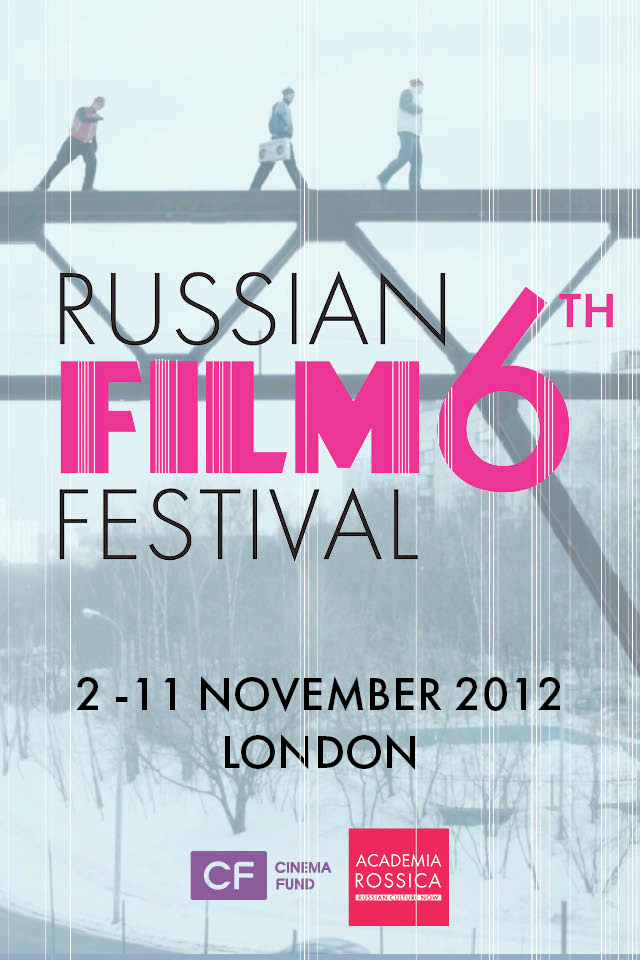 RUSSIAN
FILM 6TH
FESTIVAL
2 -11 NOVEMBER 2012
LONDON
CF CINEMA
FUND
ACADEMIA
ROSSICA
RUSSIAN CULTURE NOW